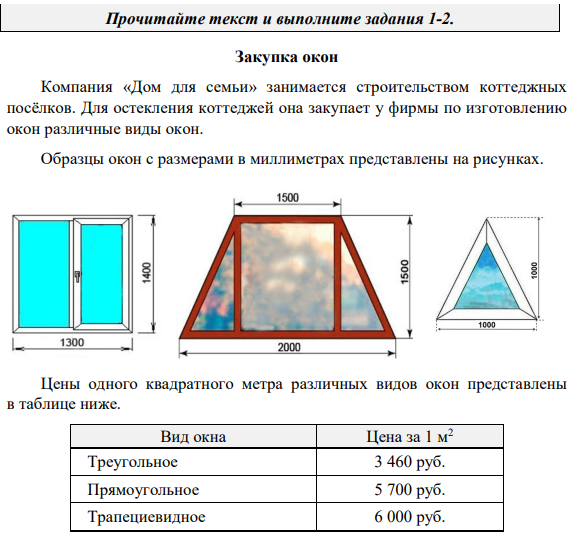 Прочитайте текст и выполните задания 1-2.
Закупка окон
Компания «Дом для семьи» занимается строительством коттеджных
посёлков. Для остекления коттеджей она закупает у фирмы по изготовлению
окон различные виды окон.
Образцы окон с размерами в миллиметрах представлены на рисунках.
1300
1400
1500
1500
2000
1000
1000
Цены одного квадратного метра различных видов окон представлены
в таблице ниже.
Вид окна Цена за 1 м²
Треугольное 3 460 руб.
Прямоугольное 5 700 руб.
Трапециевидное 6 000 руб.